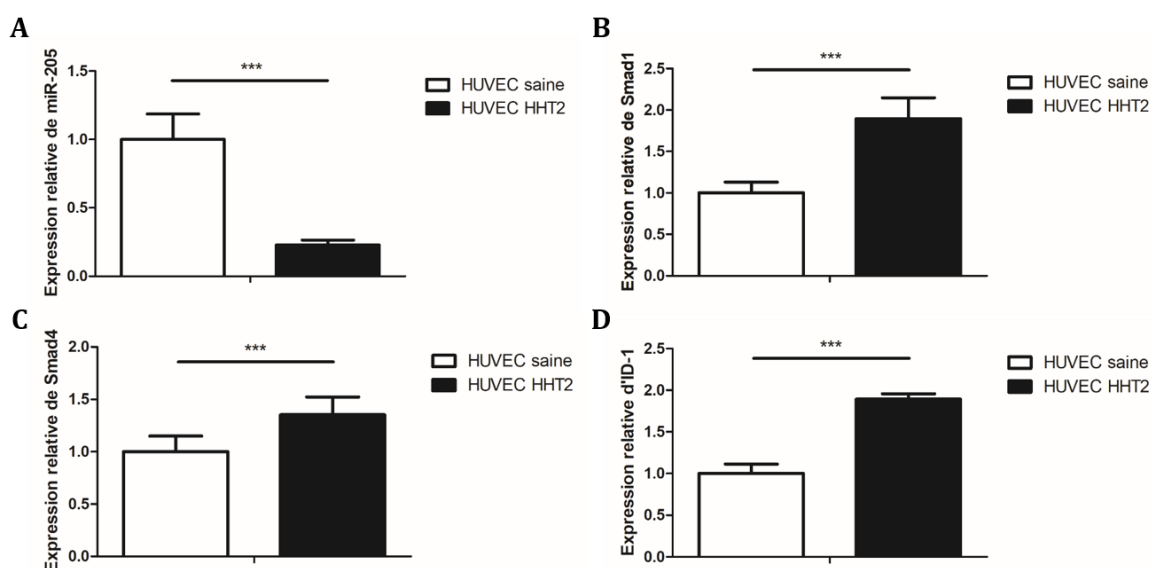 A
Expression relative de miR-205
1.5
1.0
0.5
0.0
***
HUVEC saine
HUVEC HHT2
B
Expression relative de Smad1
2.5
2.0
1.5
1.0
0.5
0.0
***
HUVEC saine
HUVEC HHT2
C
Expression relative de Smad4
2.0
1.5
1.0
0.5
0.0
***
HUVEC saine
HUVEC HHT2
D
Expression relative d'ID-1
2.5
2.0
1.5
1.0
0.5
0.0
***
HUVEC saine
HUVEC HHT2